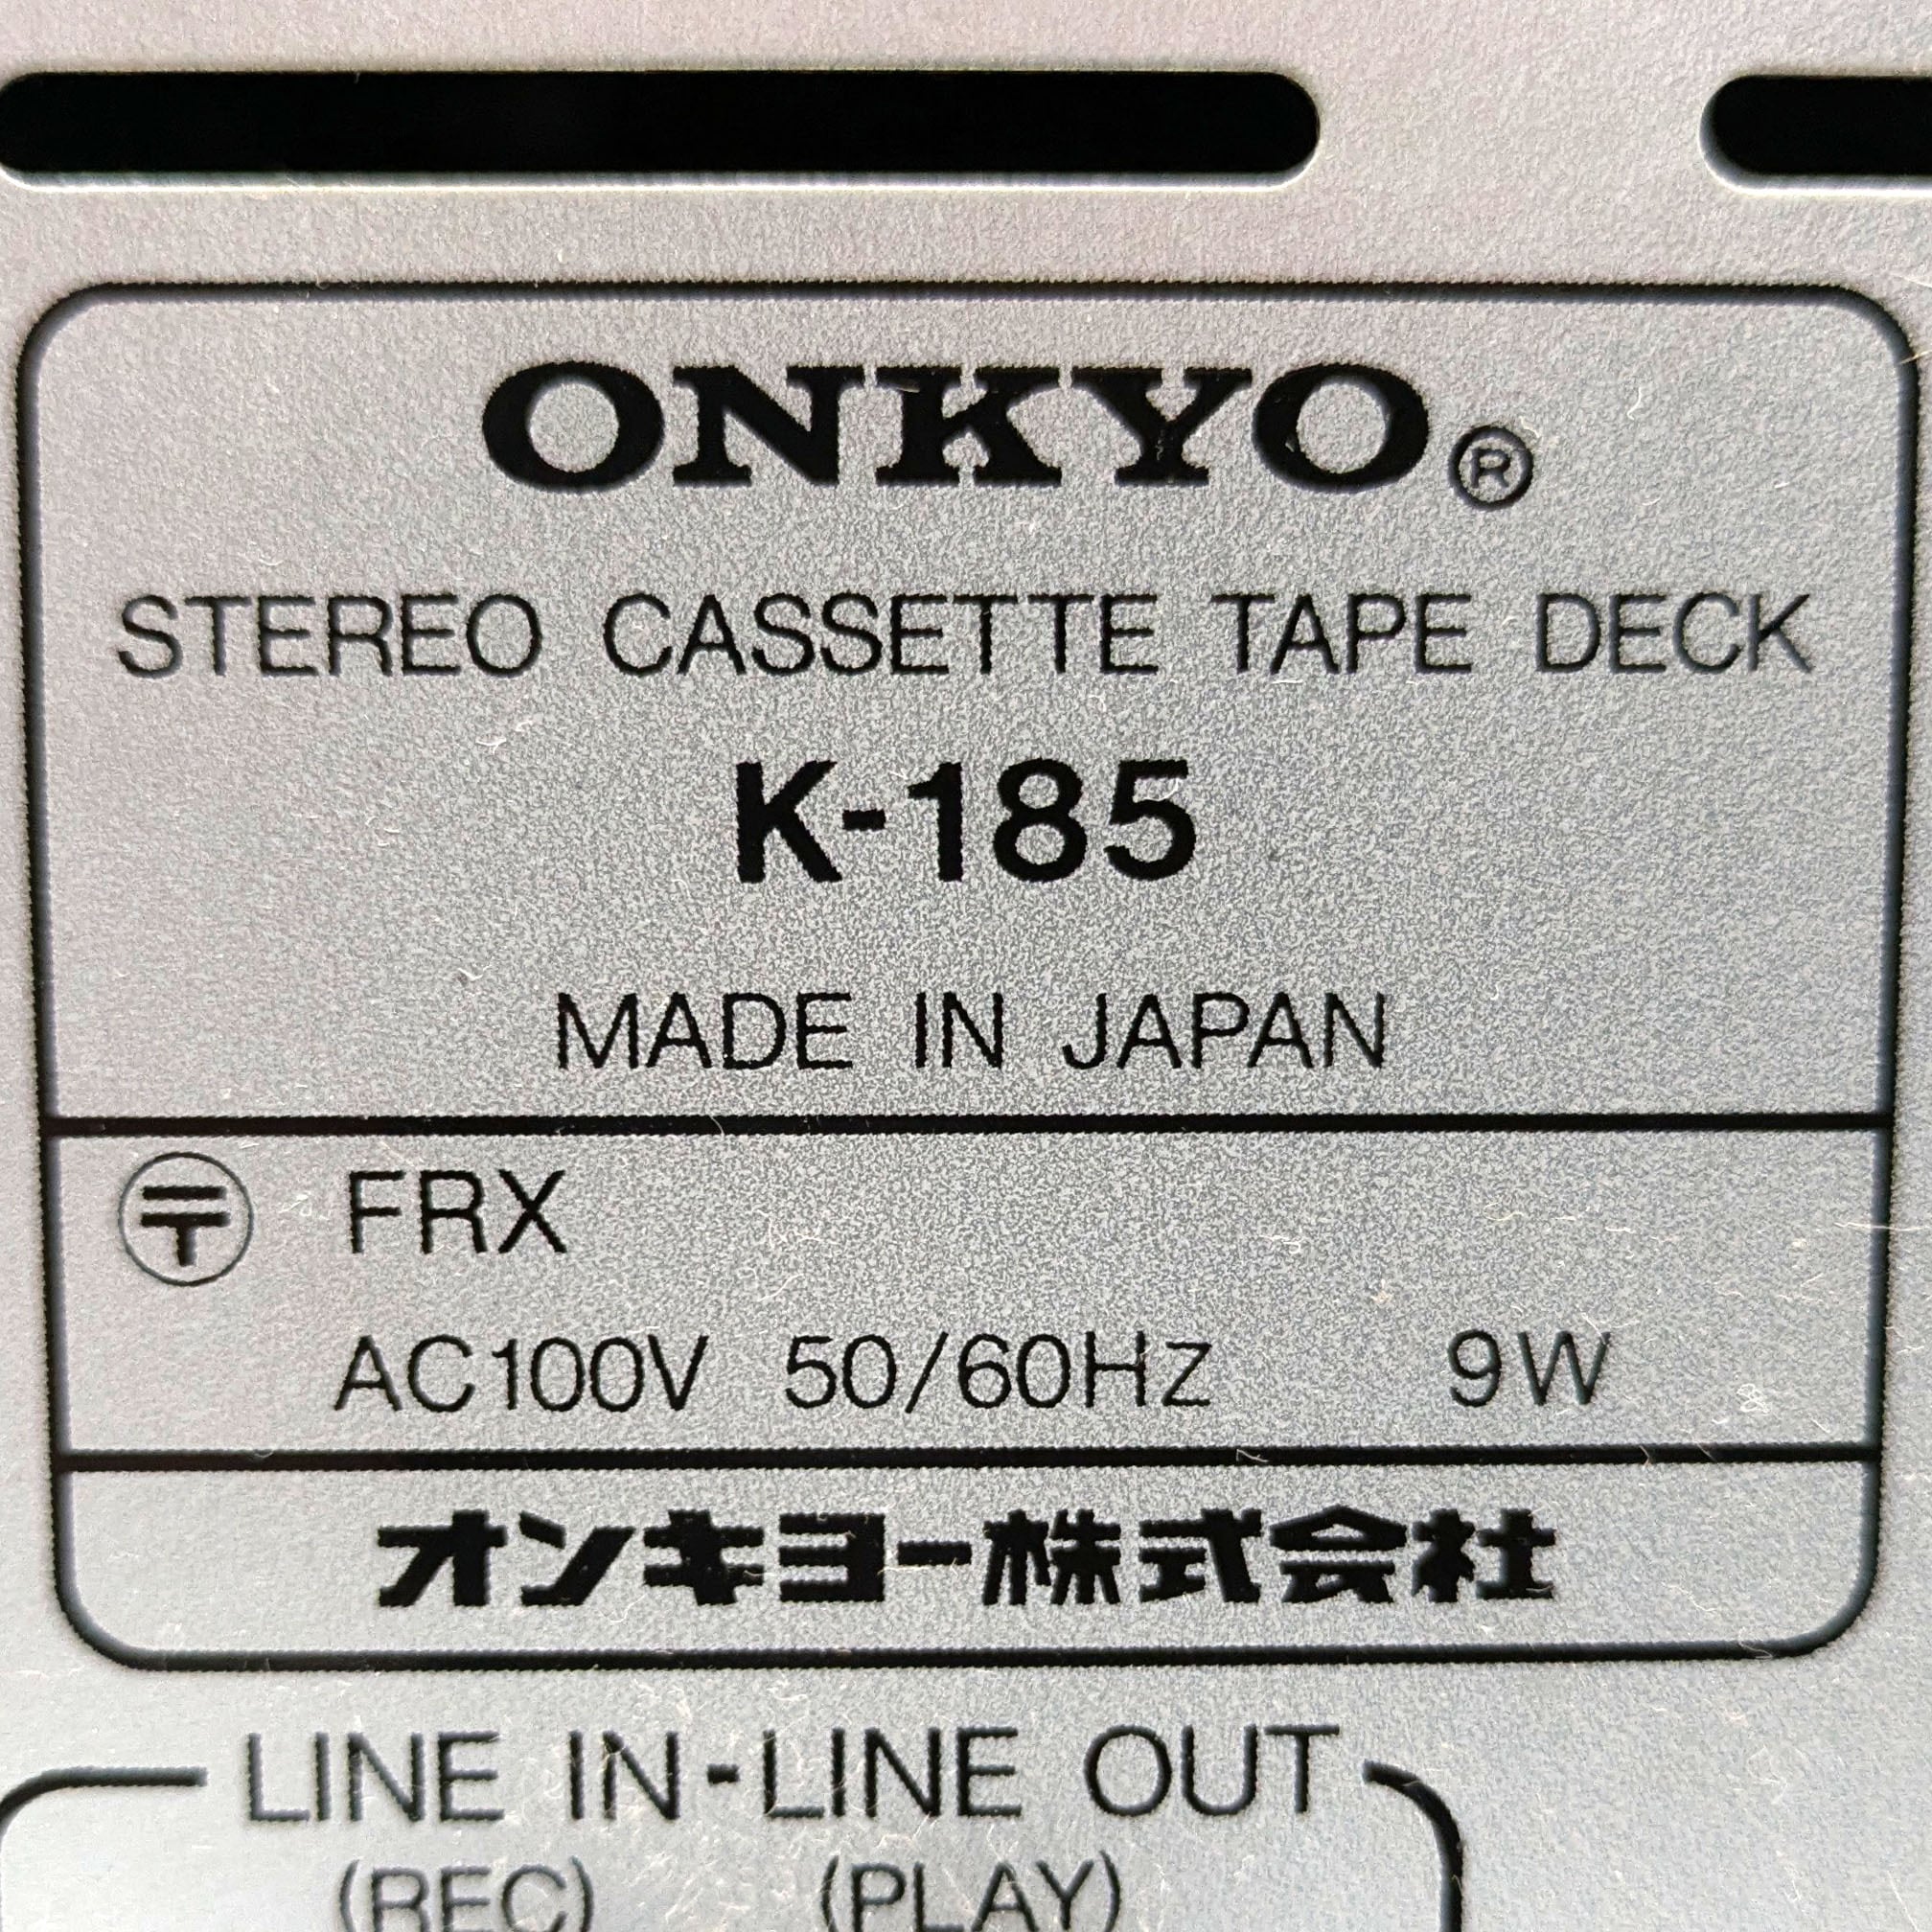 ONKYO®
STEREO CASSETTE TAPE DECK
K-185
MADE IN JAPAN
〶 FRX
AC100V 50/60Hz 9W
オンキヨー株式会社
LINE IN・LINE OUT
(REC) (PLAY)